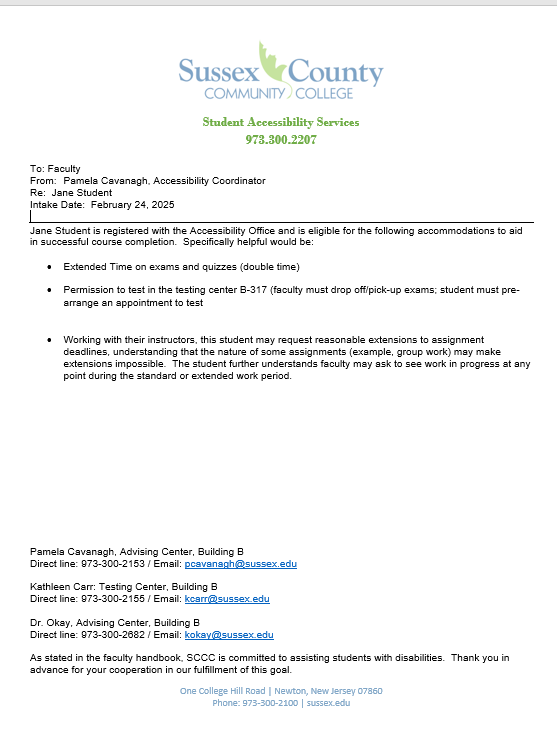 Sussex County
COMMUNITY COLLEGE
Student Accessibility Services
973.300.2207
To: Faculty
From: Pamela Cavanagh, Accessibility Coordinator
Re: Jane Student
Intake Date: February 24, 2025
Jane Student is registered with the Accessibility Office and is eligible for the following accommodations to aid
in successful course completion. Specifically helpful would be:
• Extended Time on exams and quizzes (double time)
• Permission to test in the testing center B-317 (faculty must drop off/pick-up exams; student must pre-
arrange an appointment to test
• Working with their instructors, this student may request reasonable extensions to assignment
deadlines, understanding that the nature of some assignments (example, group work) may make
extensions impossible. The student further understands faculty may ask to see work in progress at any
point during the standard or extended work period.
Pamela Cavanagh, Advising Center, Building B
Direct line: 973-300-2153 / Email: pcavanagh@sussex.edu
Kathleen Carr: Testing Center, Building B
Direct line: 973-300-2155 / Email: kcarr@sussex.edu
Dr. Okay, Advising Center, Building B
Direct line: 973-300-2682 / Email: kokay@sussex.edu
As stated in the faculty handbook, SCCC is committed to assisting students with disabilities. Thank you in
advance for your cooperation in our fulfillment of this goal.
One College Hill Road | Newton, New Jersey 07860
Phone: 973-300-2100 | sussex.edu